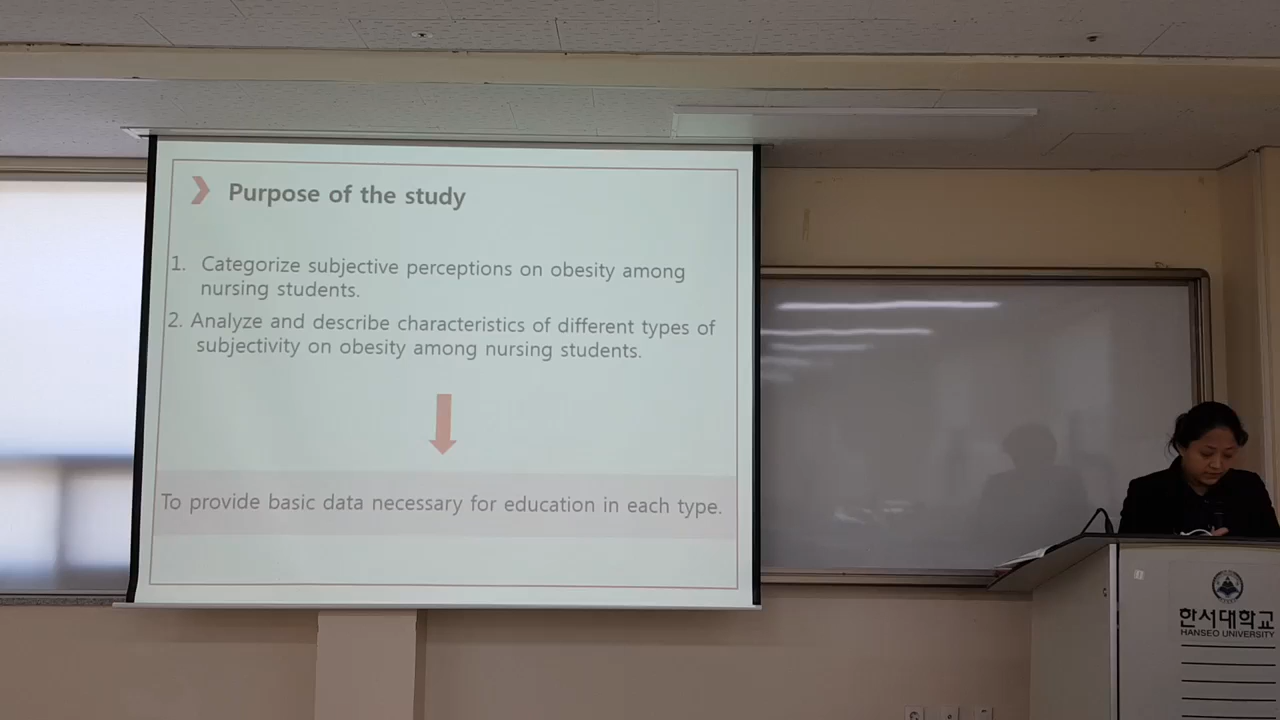 Purpose of the study
1. Categorize subjective perceptions on obesity among
nursing students.
2. Analyze and describe characteristics of different types of
subjectivity on obesity among nursing students.
To provide basic data necessary for education in each type.
한서대학교
HANSEO UNIVERSITY